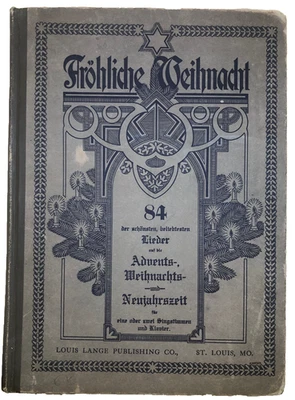 Fröhliche Weihnacht
84
der schönsten, beliebtesten
Lieder
auf die
Advents-,
Weihnachts-
und
Neujahrszeit
für
eine oder zwei Singstimmen
und Klavier.
LOUIS LANGE PUBLISHING CO., ST. LOUIS, MO.